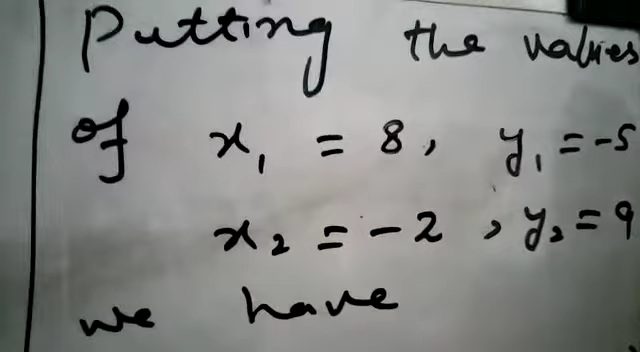 Putting the values
of x₁ = 8, y₁ = -5
x₂ = -2, y₂ = 9
we have